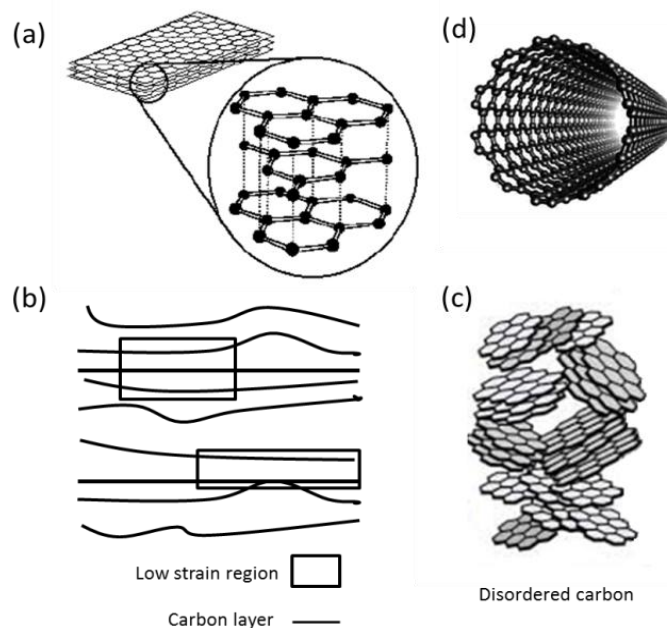 (a)
(d)
(b)
(c)
Low strain region
Carbon layer
Disordered carbon